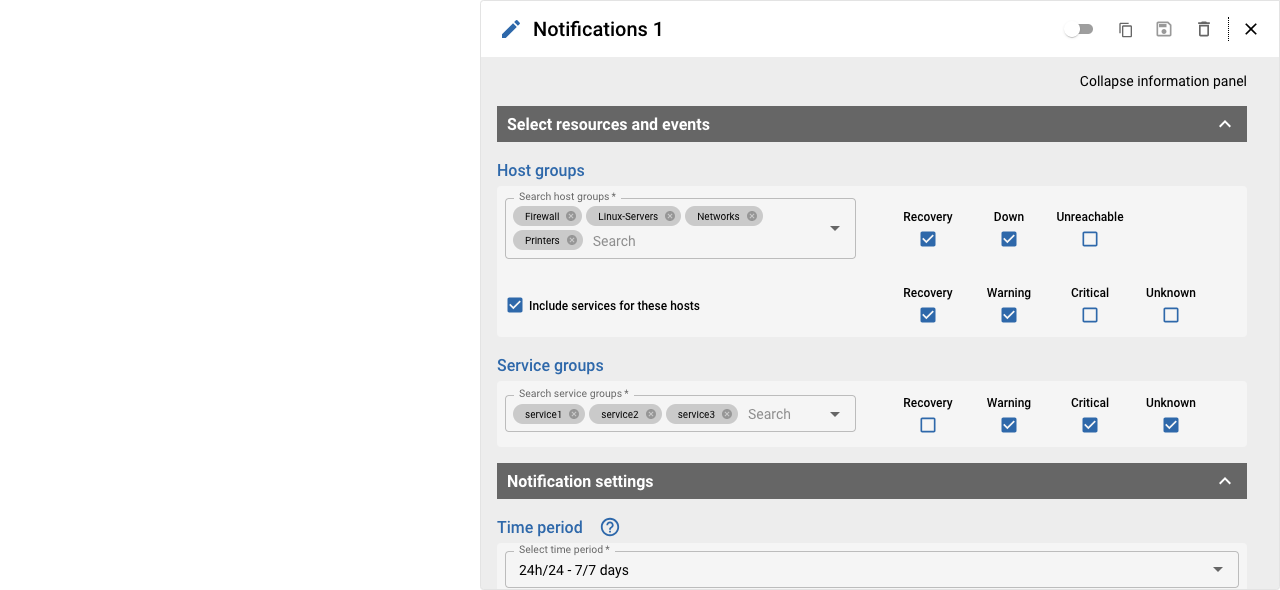 Notifications 1
Collapse information panel
Select resources and events
Host groups
Search host groups *
Firewall Linux-Servers Networks
Printers Search
Recovery Down Unreachable
Include services for these hosts
Recovery Warning Critical Unknown
Service groups
Search service groups *
service1 service2 service3 Search
Recovery Warning Critical Unknown
Notification settings
Time period ?
Select time period *
24h/24 - 7/7 days